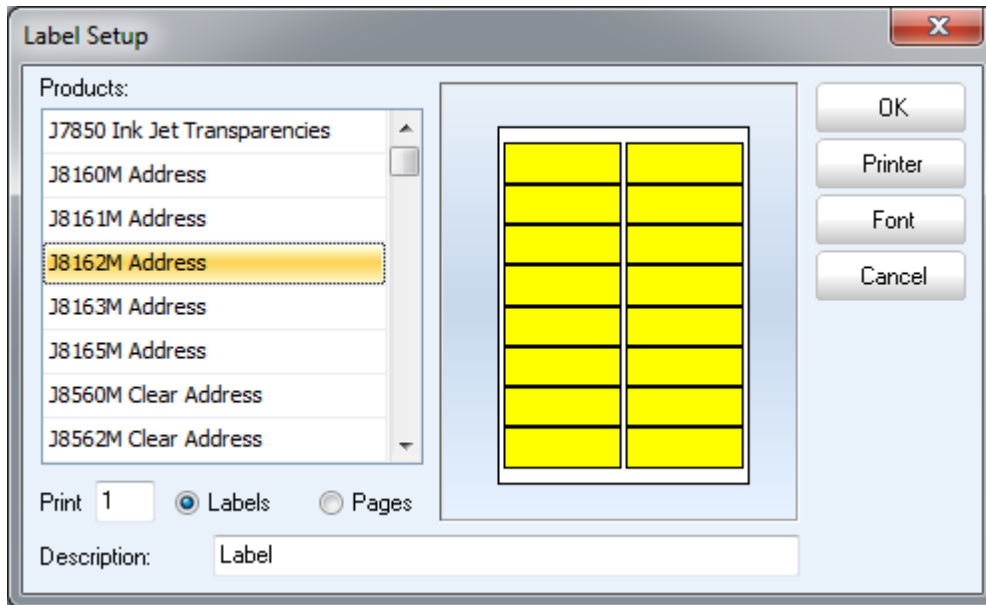 Label Setup
Products:
J7850 Ink Jet Transparencies
J8160M Address
J8161M Address
J8162M Address
J8163M Address
J8165M Address
J8560M Clear Address
J8562M Clear Address
Print 1 Labels Pages
Description: Label
OK
Printer
Font
Cancel